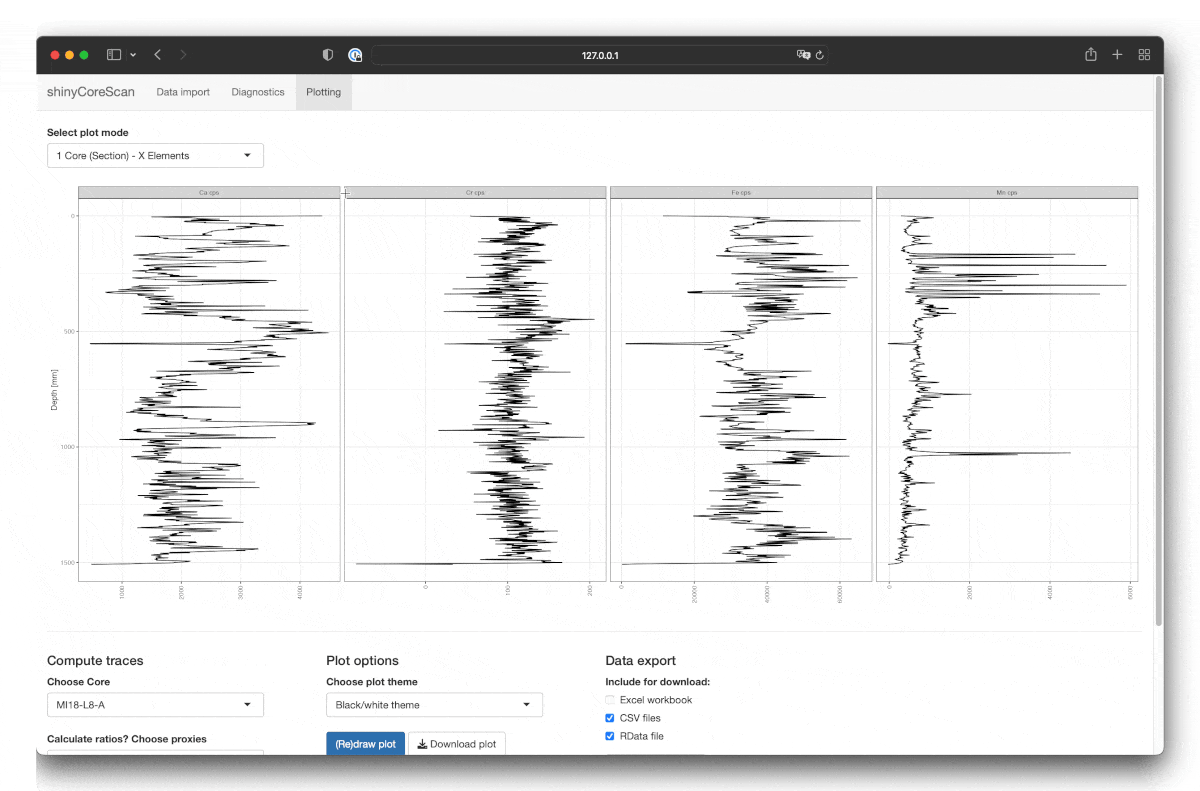 127.0.0.1
shinyCoreScan Data import Diagnostics Plotting
Select plot mode
1 Core (Section) - X Elements
Ca cps Cr cps Fe cps Mn cps
0
500
1000
1500
Depth [mm]
1000 2000 3000 4000 0 100 200 0 20000 40000 60000 0 2000 4000 6000
Compute traces Plot options Data export
Choose Core Choose plot theme Include for download:
MI18-L8-A Black/white theme Excel workbook
CSV files
Calculate ratios? Choose proxies (Re)draw plot Download plot RData file